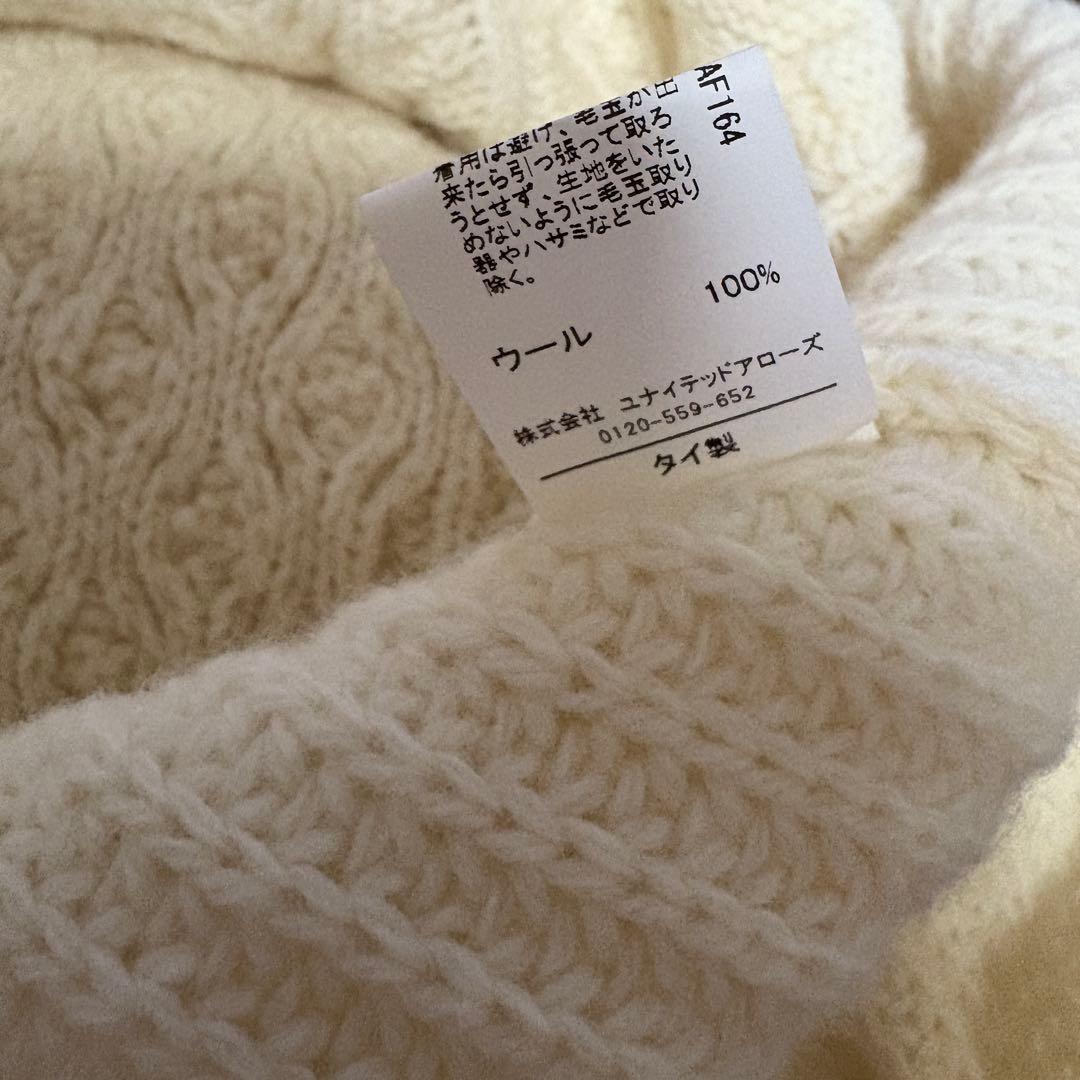 AF164
着用は避け、毛玉が出
来たら引っ張って取ろ
うとせず、生地をいた
めないように毛玉取り
器やハサミなどで取り
除く。
ウール 100%
株式会社 ユナイテッドアローズ
0120-559-652
タイ製